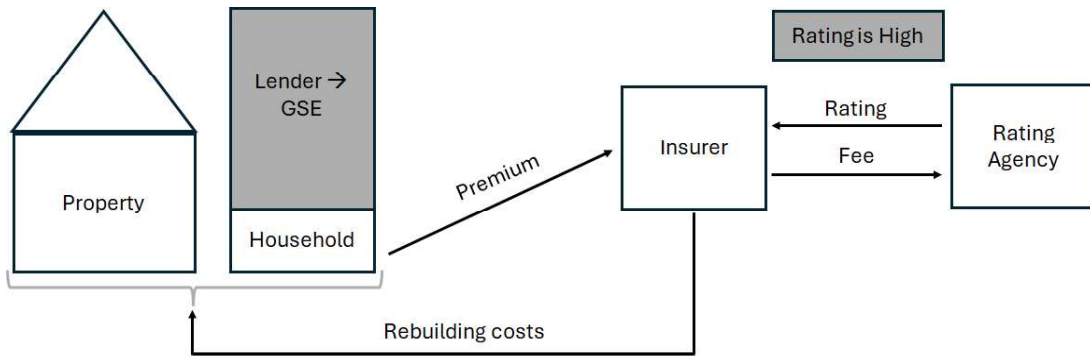 Property
Lender →
GSE
Household
Premium
Insurer
Rating is High
Rating
Fee
Rating
Agency
Rebuilding costs